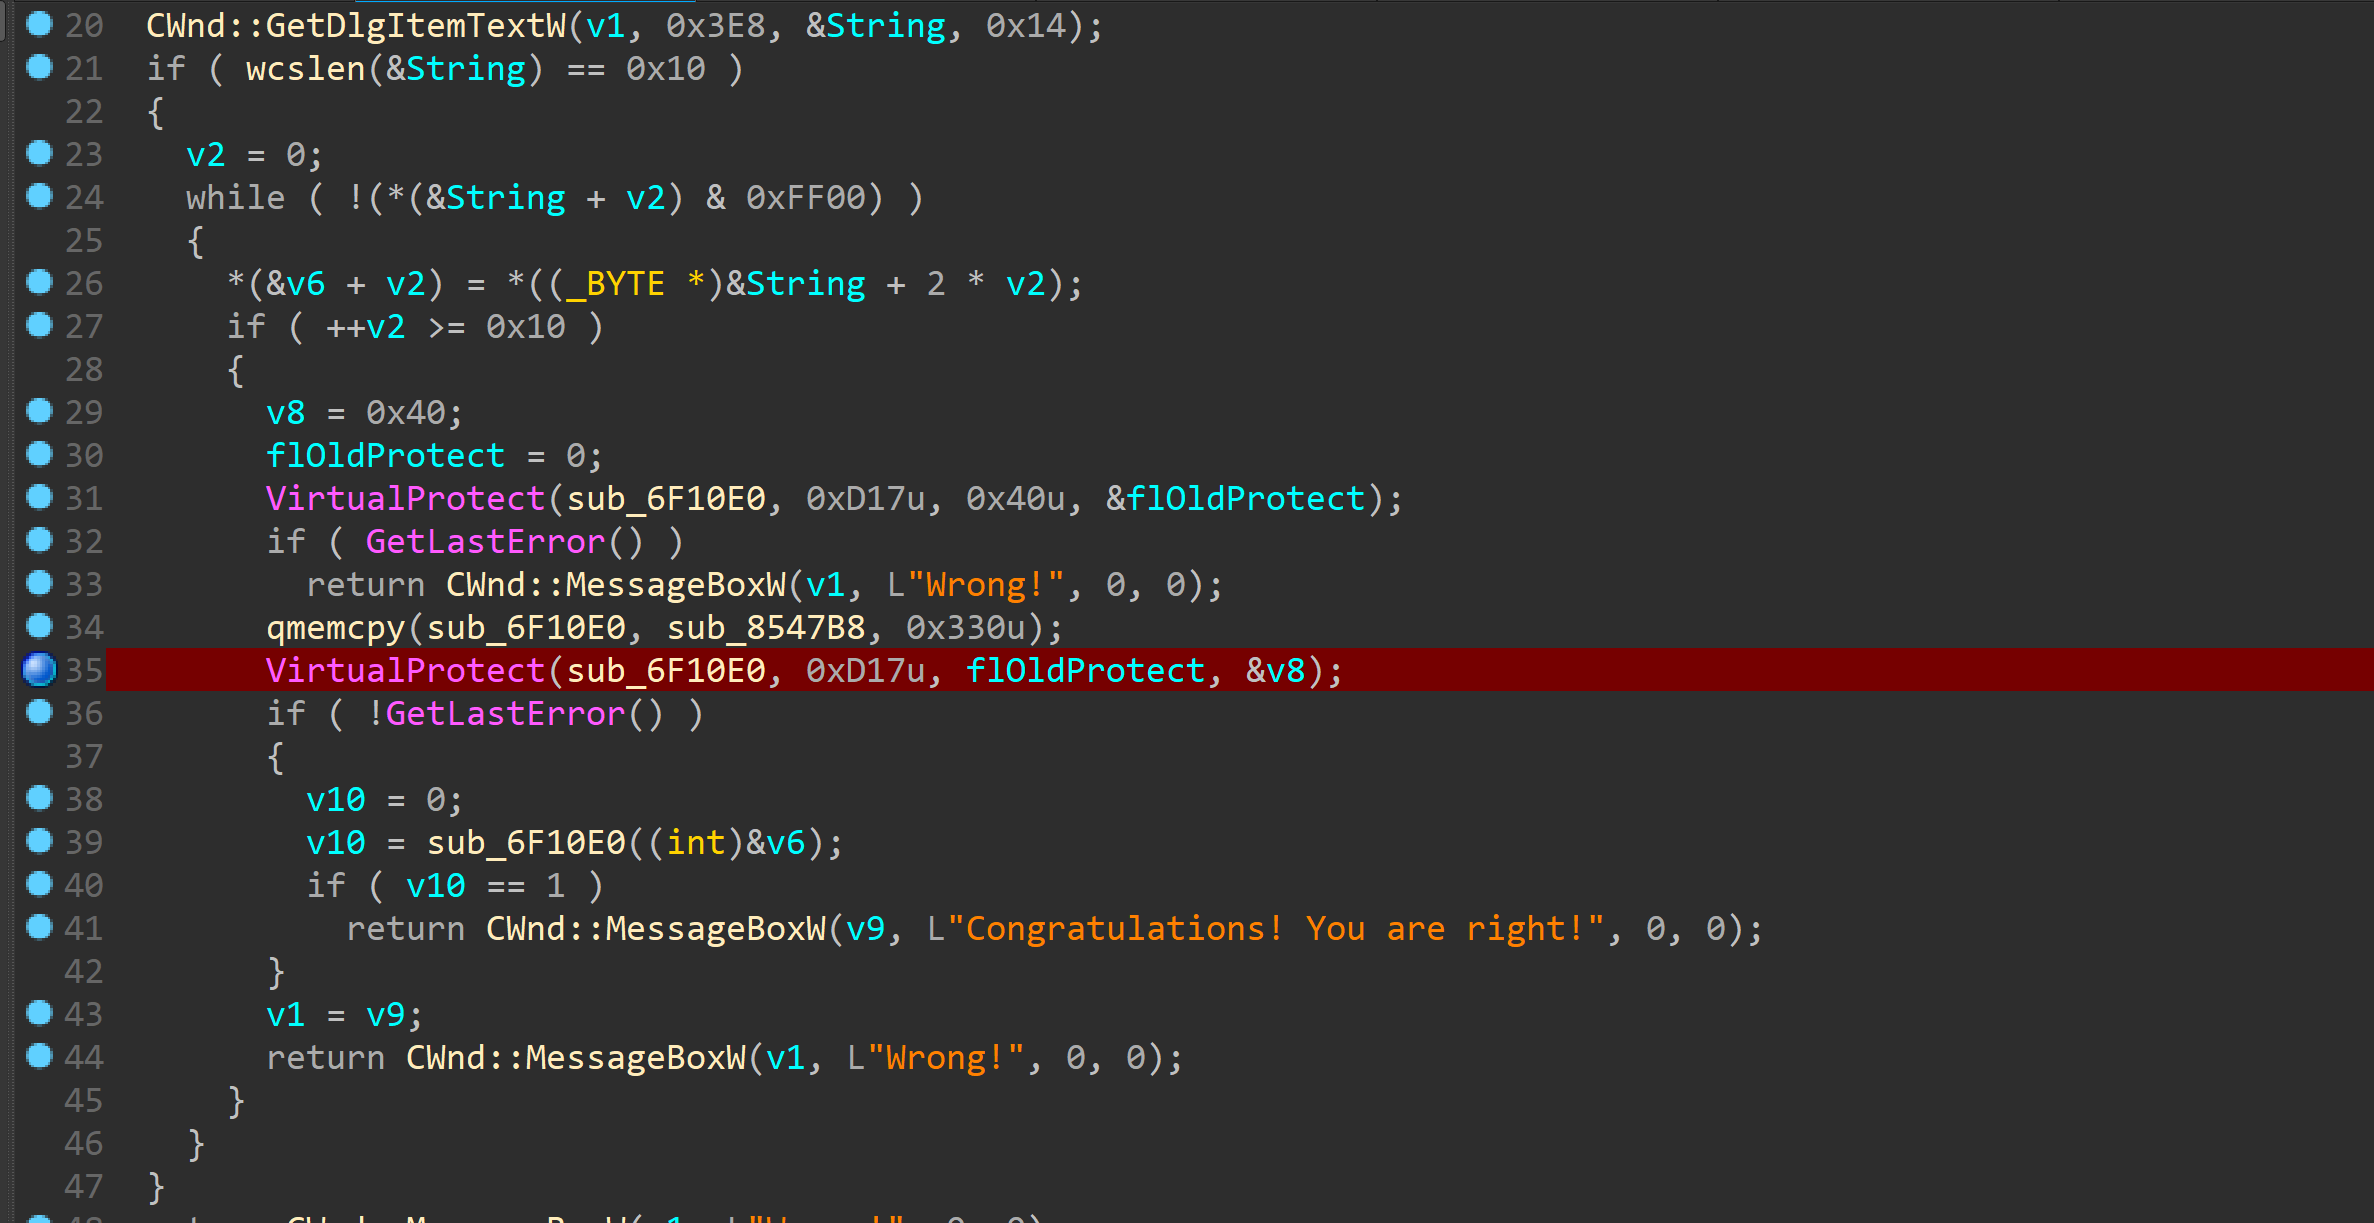 20 CWnd::GetDlgItemTextW(v1, 0x3E8, &String, 0x14);
21 if ( wcslen(&String) == 0x10 )
22 {
23 v2 = 0;
24 while ( !(*(&String + v2) & 0xFF00) )
25 {
26 *(&v6 + v2) = *((_BYTE *)&String + 2 * v2);
27 if ( ++v2 >= 0x10 )
28 {
29 v8 = 0x40;
30 flOldProtect = 0;
31 VirtualProtect(sub_6F10E0, 0xD17u, 0x40u, &flOldProtect);
32 if ( GetLastError() )
33 return CWnd::MessageBoxW(v1, L"Wrong!", 0, 0);
34 qmemcpy(sub_6F10E0, sub_8547B8, 0x330u);
35 VirtualProtect(sub_6F10E0, 0xD17u, flOldProtect, &v8);
36 if ( !GetLastError() )
37 {
38 v10 = 0;
39 v10 = sub_6F10E0((int)&v6);
40 if ( v10 == 1 )
41 return CWnd::MessageBoxW(v9, L"Congratulations! You are right!", 0, 0);
42 }
43 v1 = v9;
44 return CWnd::MessageBoxW(v1, L"Wrong!", 0, 0);
45 }
46 }
47 }